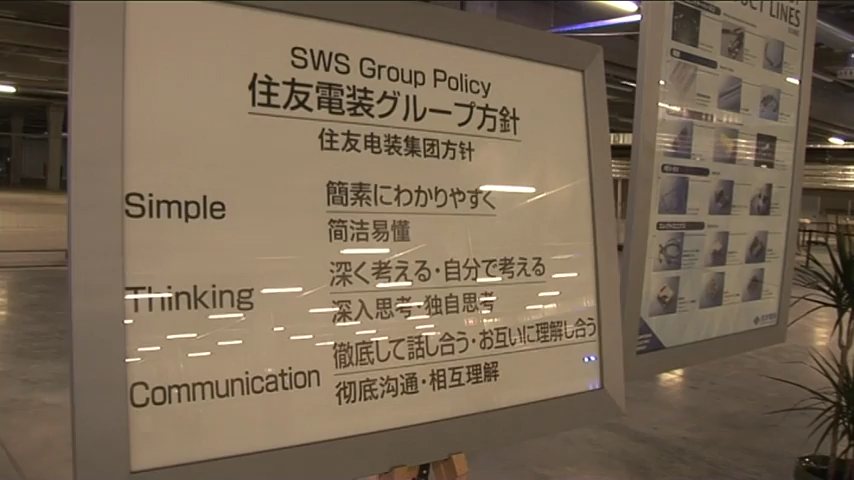 SWS Group Policy
住友電装グループ方針
住友电装集团方针
Simple
簡素にわかりやすく
简洁易懂
Thinking
深く考える・自分で考える
深入思考・独自思考
Communication
徹底して話し合う・お互いに理解し合う
彻底沟通・相互理解
LINES